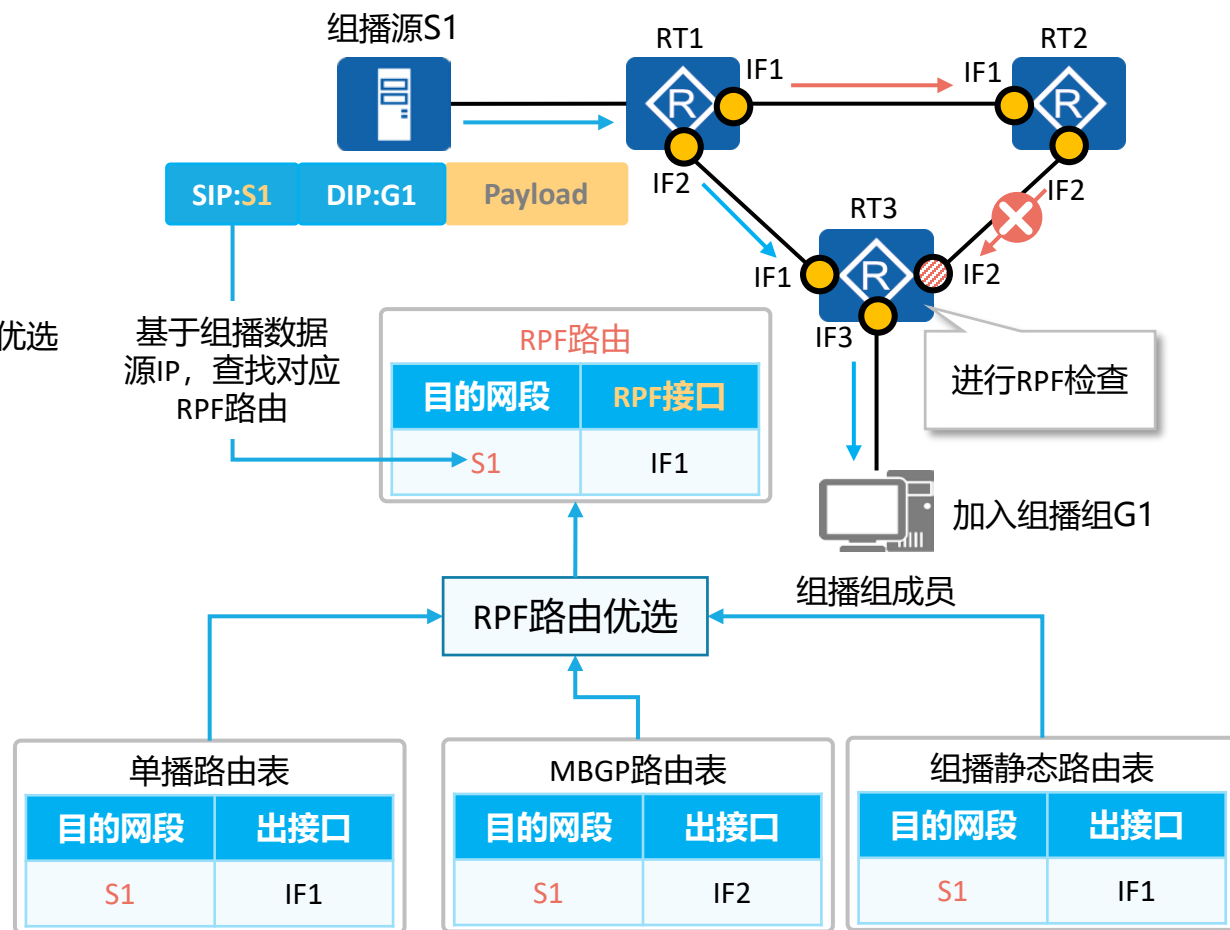 组播源S1
RT1
RT2
IF1
IF1
SIP:S1
DIP:G1
Payload
IF2
IF2
RT3
IF1
IF2
IF3
优选
基于组播数据
源IP，查找对应
RPF路由
RPF路由
目的网段
RPF接口
S1
IF1
进行RPF检查
加入组播组G1
组播组成员
RPF路由优选
单播路由表
目的网段
出接口
S1
IF1
MBGP路由表
目的网段
出接口
S1
IF2
组播静态路由表
目的网段
出接口
S1
IF1